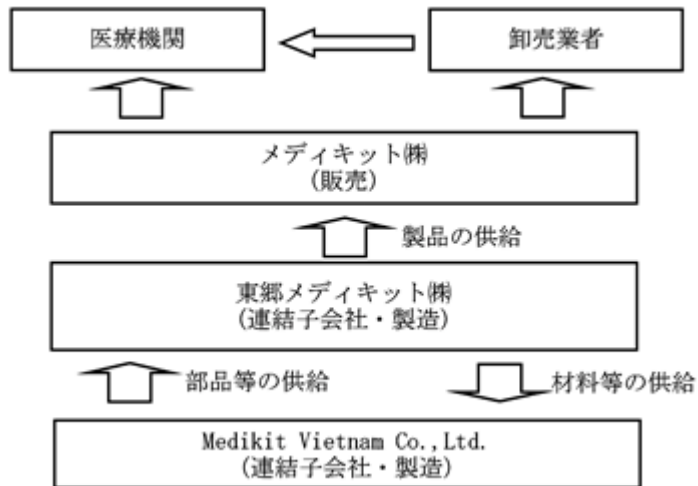 医療機関
卸売業者
メディキット㈱
(販売)
製品の供給
東郷メディキット㈱
(連結子会社・製造)
部品等の供給
材料等の供給
Medikit Vietnam Co.,Ltd.
(連結子会社・製造)